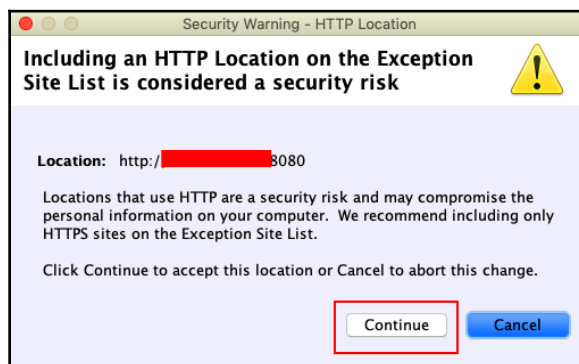 Security Warning - HTTP Location
Including an HTTP Location on the Exception
Site List is considered a security risk
Location: http:/ 8080
Locations that use HTTP are a security risk and may compromise the
personal information on your computer. We recommend including only
HTTPS sites on the Exception Site List.
Click Continue to accept this location or Cancel to abort this change.
Continue Cancel